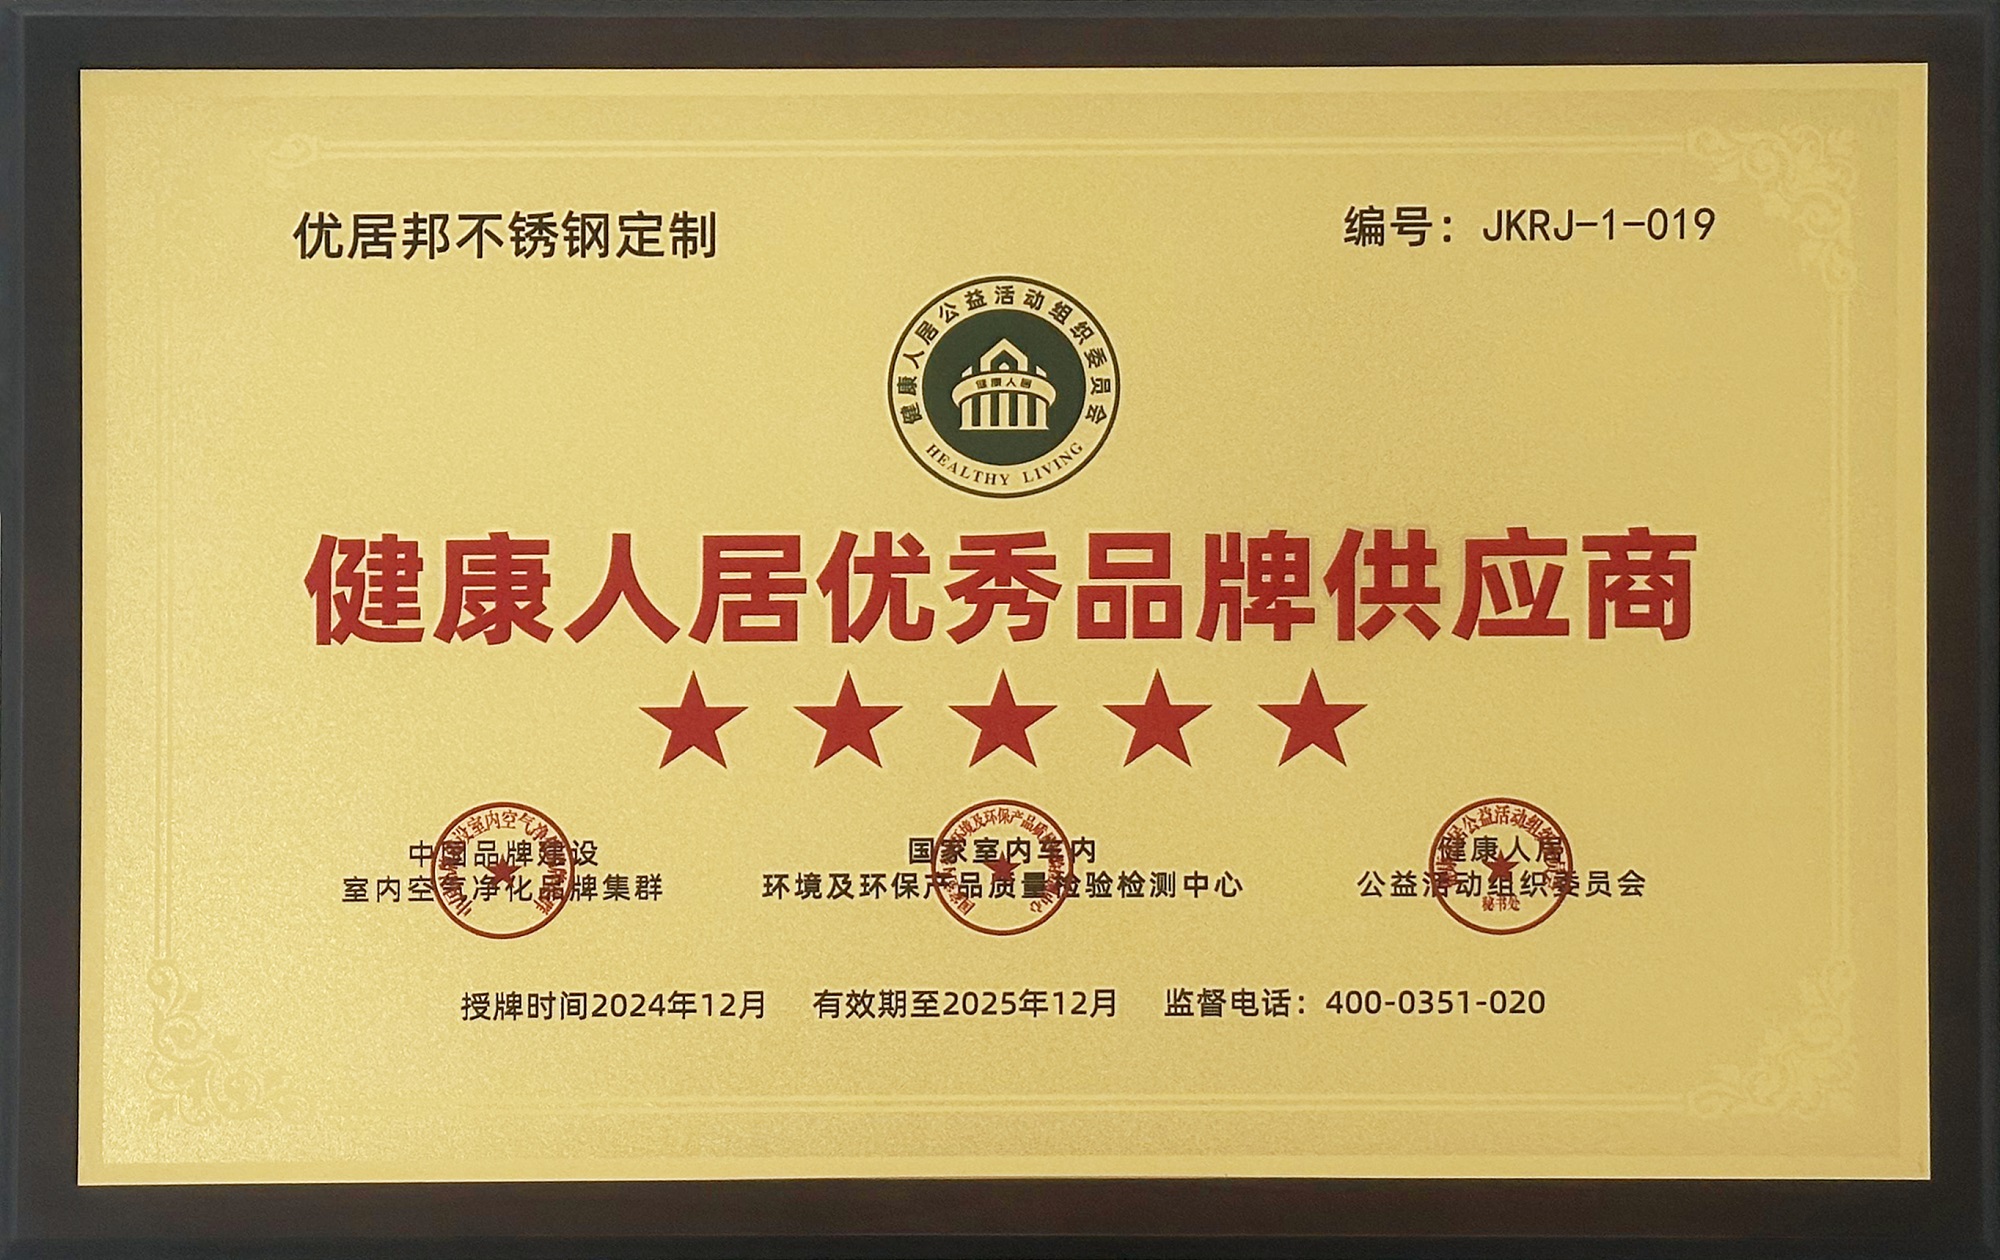 优居邦不锈钢定制
编号：JKRJ-1-019
健康人居公益活动组织委员会
健康人居
HEALTHY LIVING
健康人居优秀品牌供应商
中国品牌建设
室内空气净化品牌集群
国家室内车内
环境及环保产品质量检验检测中心
健康人居
公益活动组织委员会
秘书处
授牌时间2024年12月 有效期至2025年12月 监督电话：400-0351-020